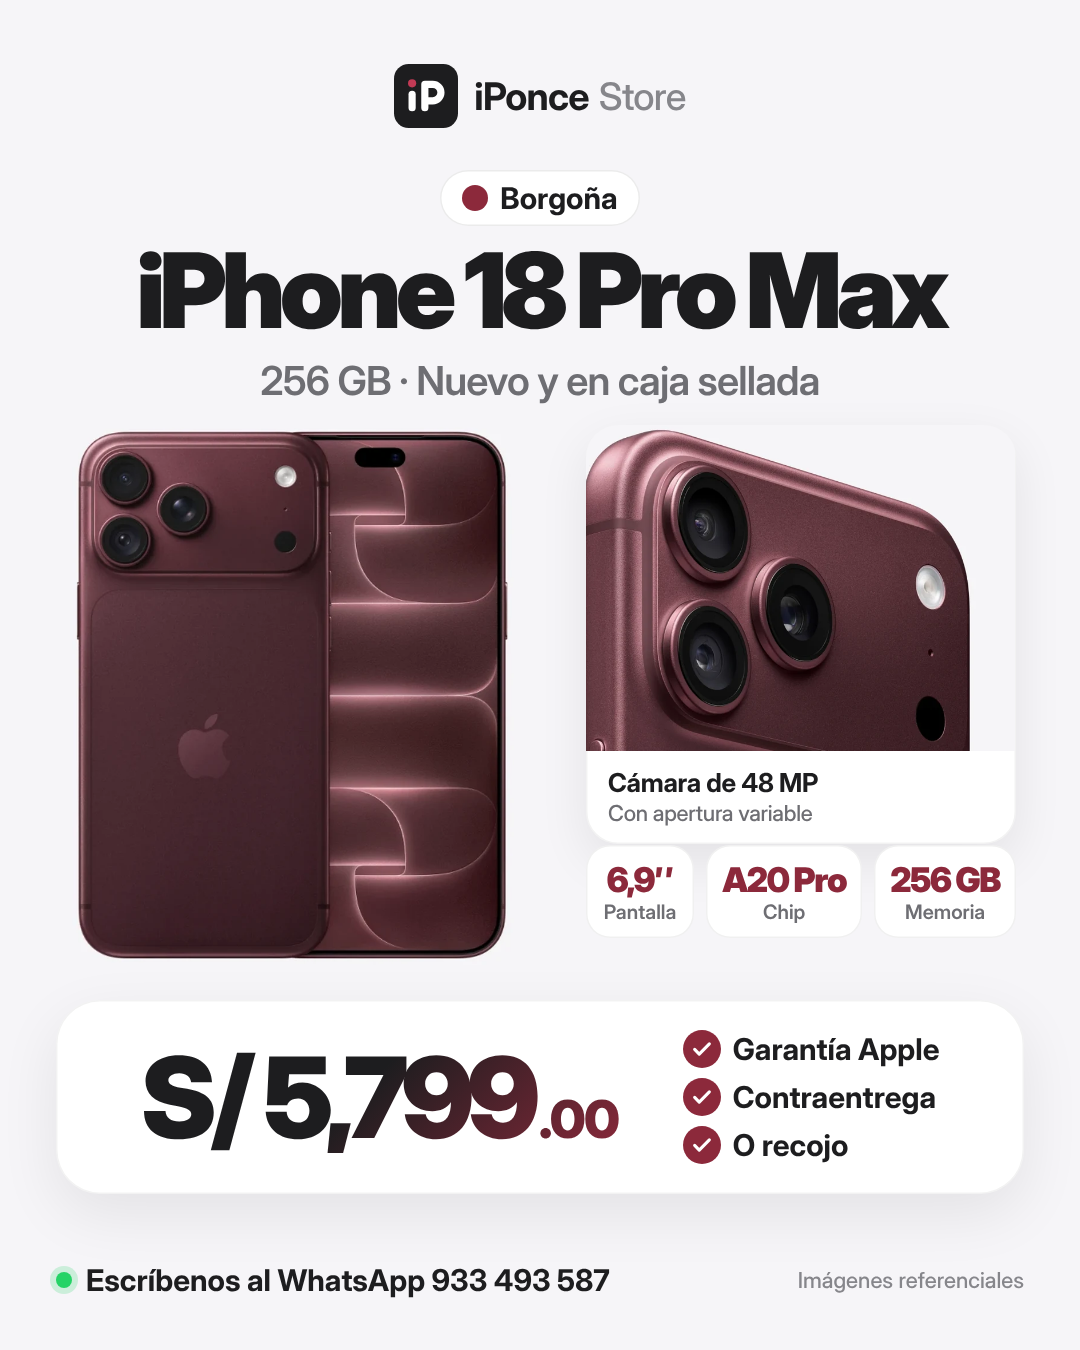 iP iPonce Store
Borgoña
iPhone 18 Pro Max
256 GB · Nuevo y en caja sellada
Cámara de 48 MP
Con apertura variable
6,9″ A20 Pro 256 GB
Pantalla Chip Memoria
S/ 5,799.00
Garantía Apple
Contraentrega
O recojo
Escríbenos al WhatsApp 933 493 587
Imágenes referenciales